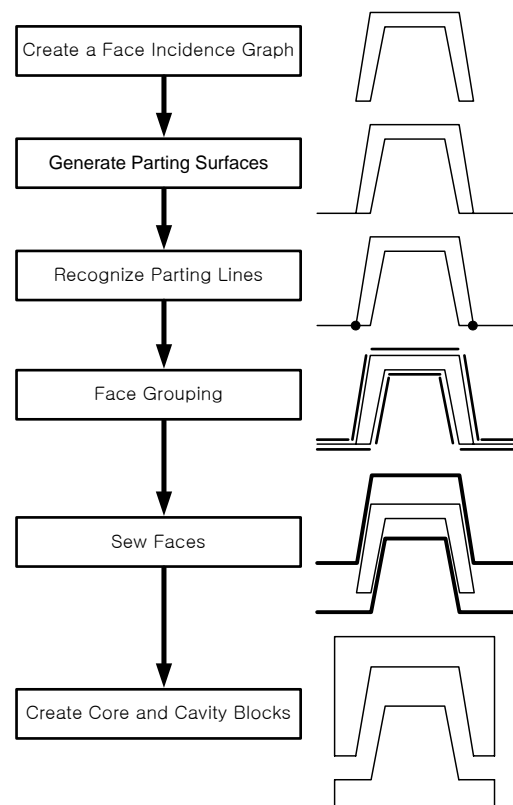 Create a Face Incidence Graph
Generate Parting Surfaces
Recognize Parting Lines
Face Grouping
Sew Faces
Create Core and Cavity Blocks